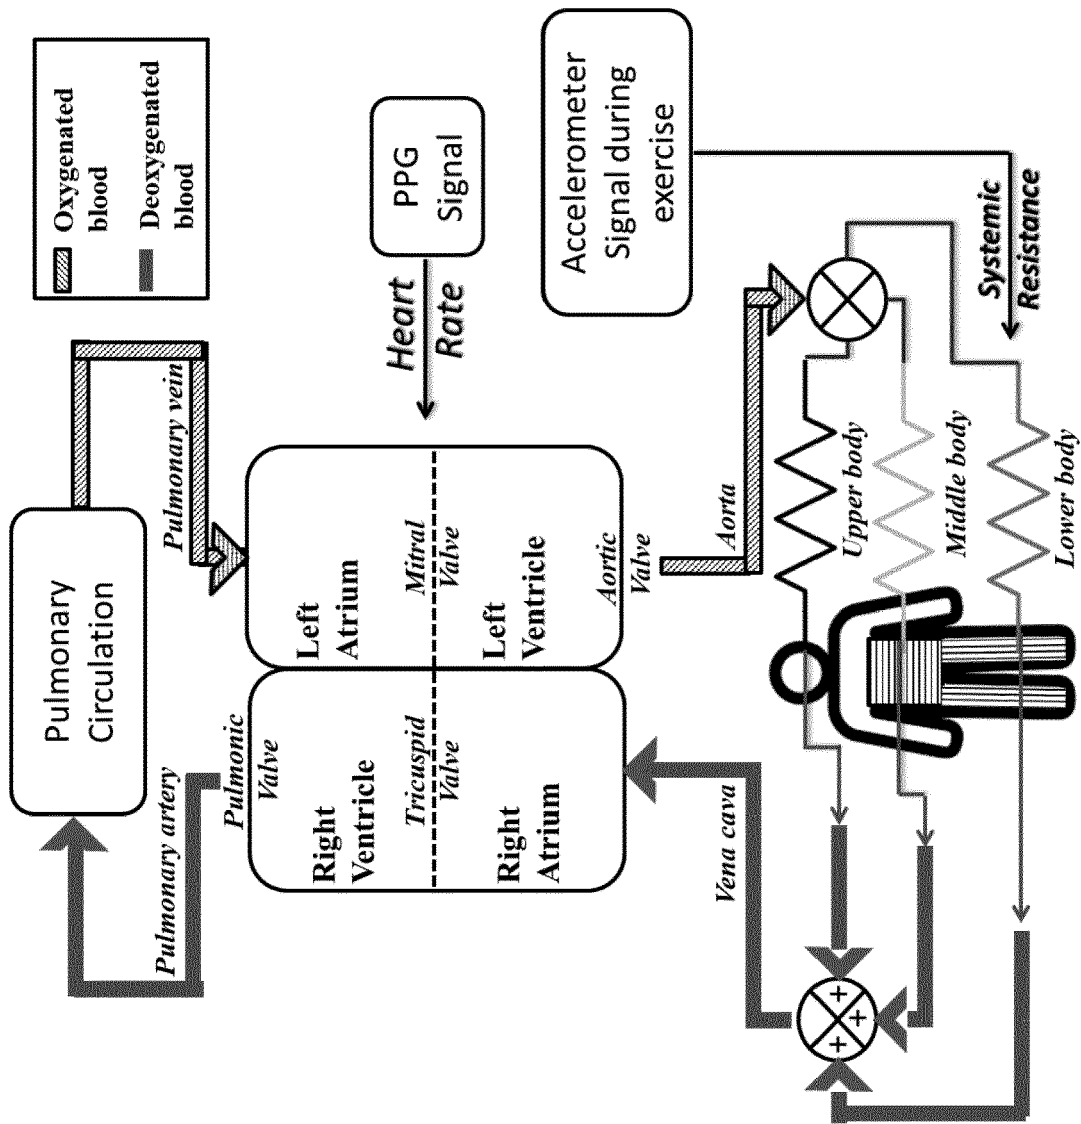 Oxygenated
blood
Deoxygenated
blood
Pulmonary
Circulation
Pulmonary vein
Pulmonary artery
PPG
Signal
Heart
Rate
Accelerometer
Signal during
exercise
Systemic
Resistance
Pulmonic
Valve
Right
Ventricle
Tricuspid
Valve
Right
Atrium
Left
Atrium
Mitral
Valve
Left
Ventricle
Aortic
Valve
Aorta
Vena cava
Upper body
Middle body
Lower body
+
+
+